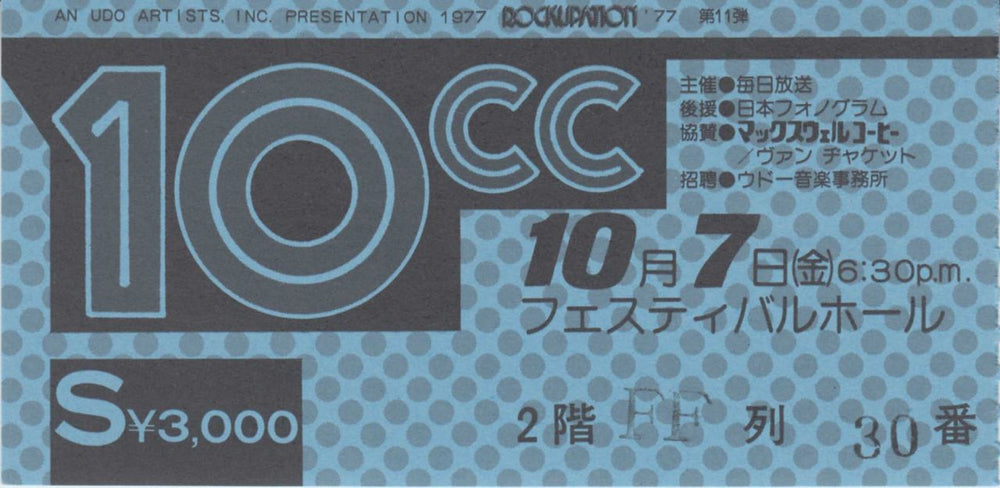 AN UDO ARTISTS, INC. PRESENTATION 1977 ROCKUPATION '77 第11弾
10cc
主催●毎日放送
後援●日本フォノグラム
協賛●マックスウェルコーヒー
／ヴァン ヂャケット
招聘●ウドー音楽事務所
10月7日(金)6:30p.m.
フェスティバルホール
S¥3,000
2階 FF 列 30番